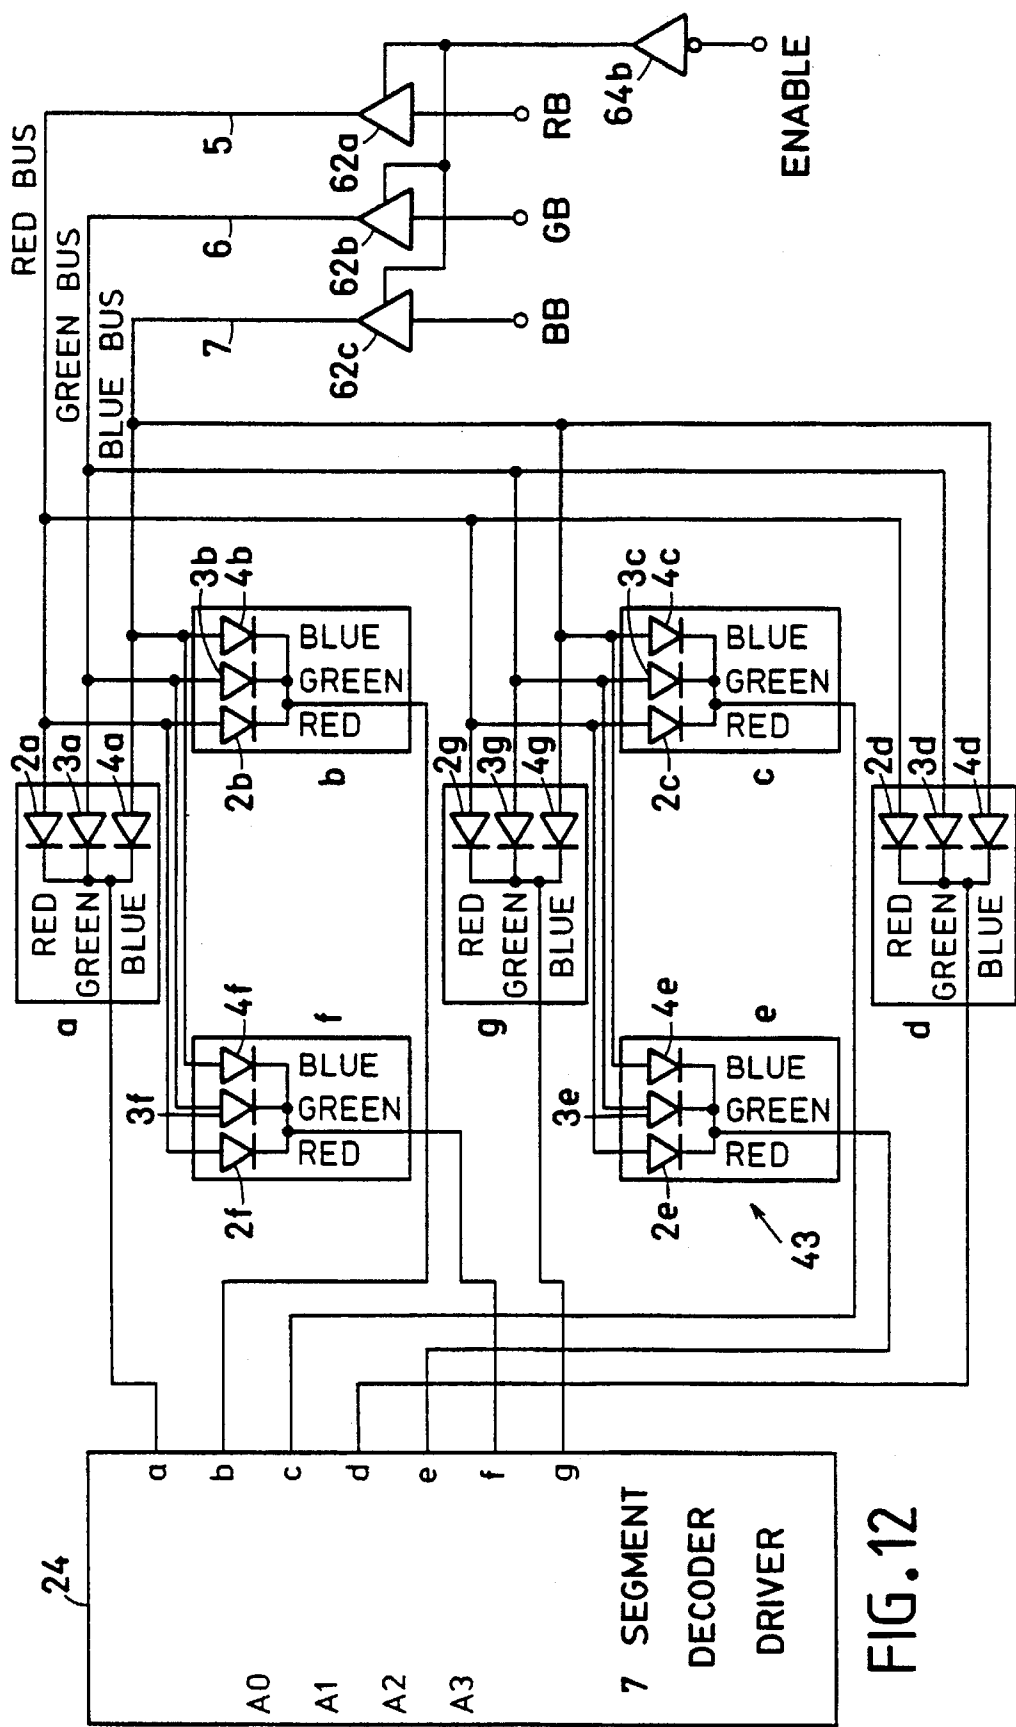 24
7 SEGMENT
DECODER
DRIVER
A0
A1
A2
A3
a
b
c
d
e
f
g
a
RED
GREEN
BLUE
2a
3a
4a
f
2f
3f
4f
RED
GREEN
BLUE
b
2b
3b
4b
RED
GREEN
BLUE
g
RED
GREEN
BLUE
2g
3g
4g
e
2e
3e
4e
RED
GREEN
BLUE
c
2c
3c
4c
RED
GREEN
BLUE
d
RED
GREEN
BLUE
2d
3d
4d
43
RED BUS
GREEN BUS
BLUE BUS
5
6
7
62a
62b
62c
64b
RB
GB
BB
ENABLE
FIG.12